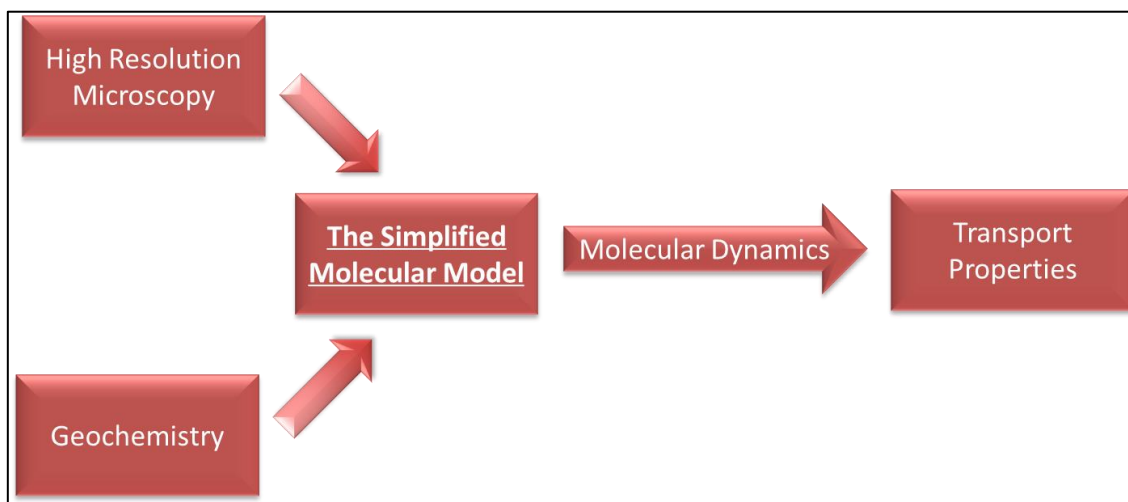 High Resolution
Microscopy
The Simplified
Molecular Model
Molecular Dynamics
Transport
Properties
Geochemistry